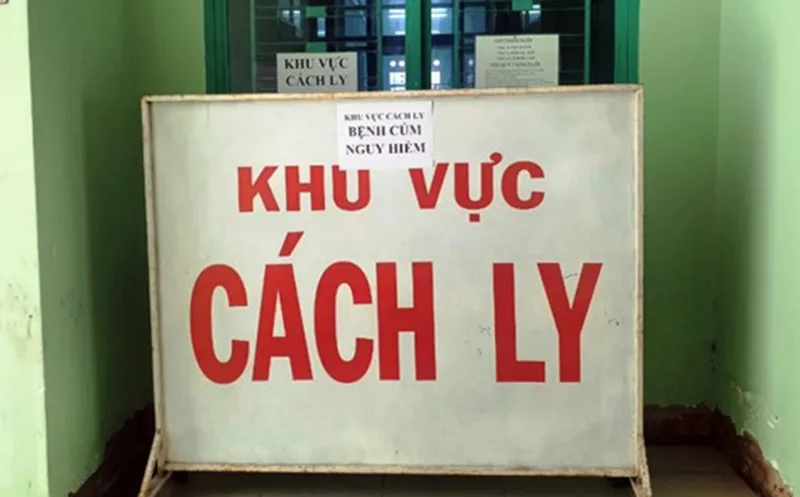 KHU VỰC
CÁCH LY
KHU VỰC CÁCH LY
BỆNH CÚM
NGUY HIỂM
KHU VỰC
CÁCH LY